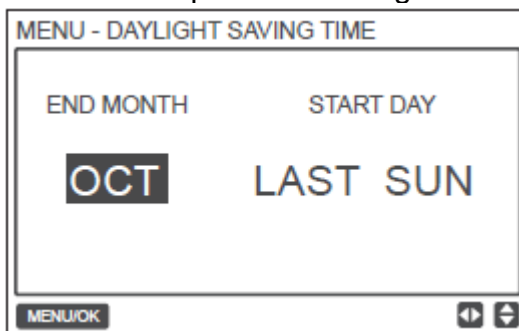 MENU - DAYLIGHT SAVING TIME
END MONTH START DAY
OCT LAST SUN
MENU/OK